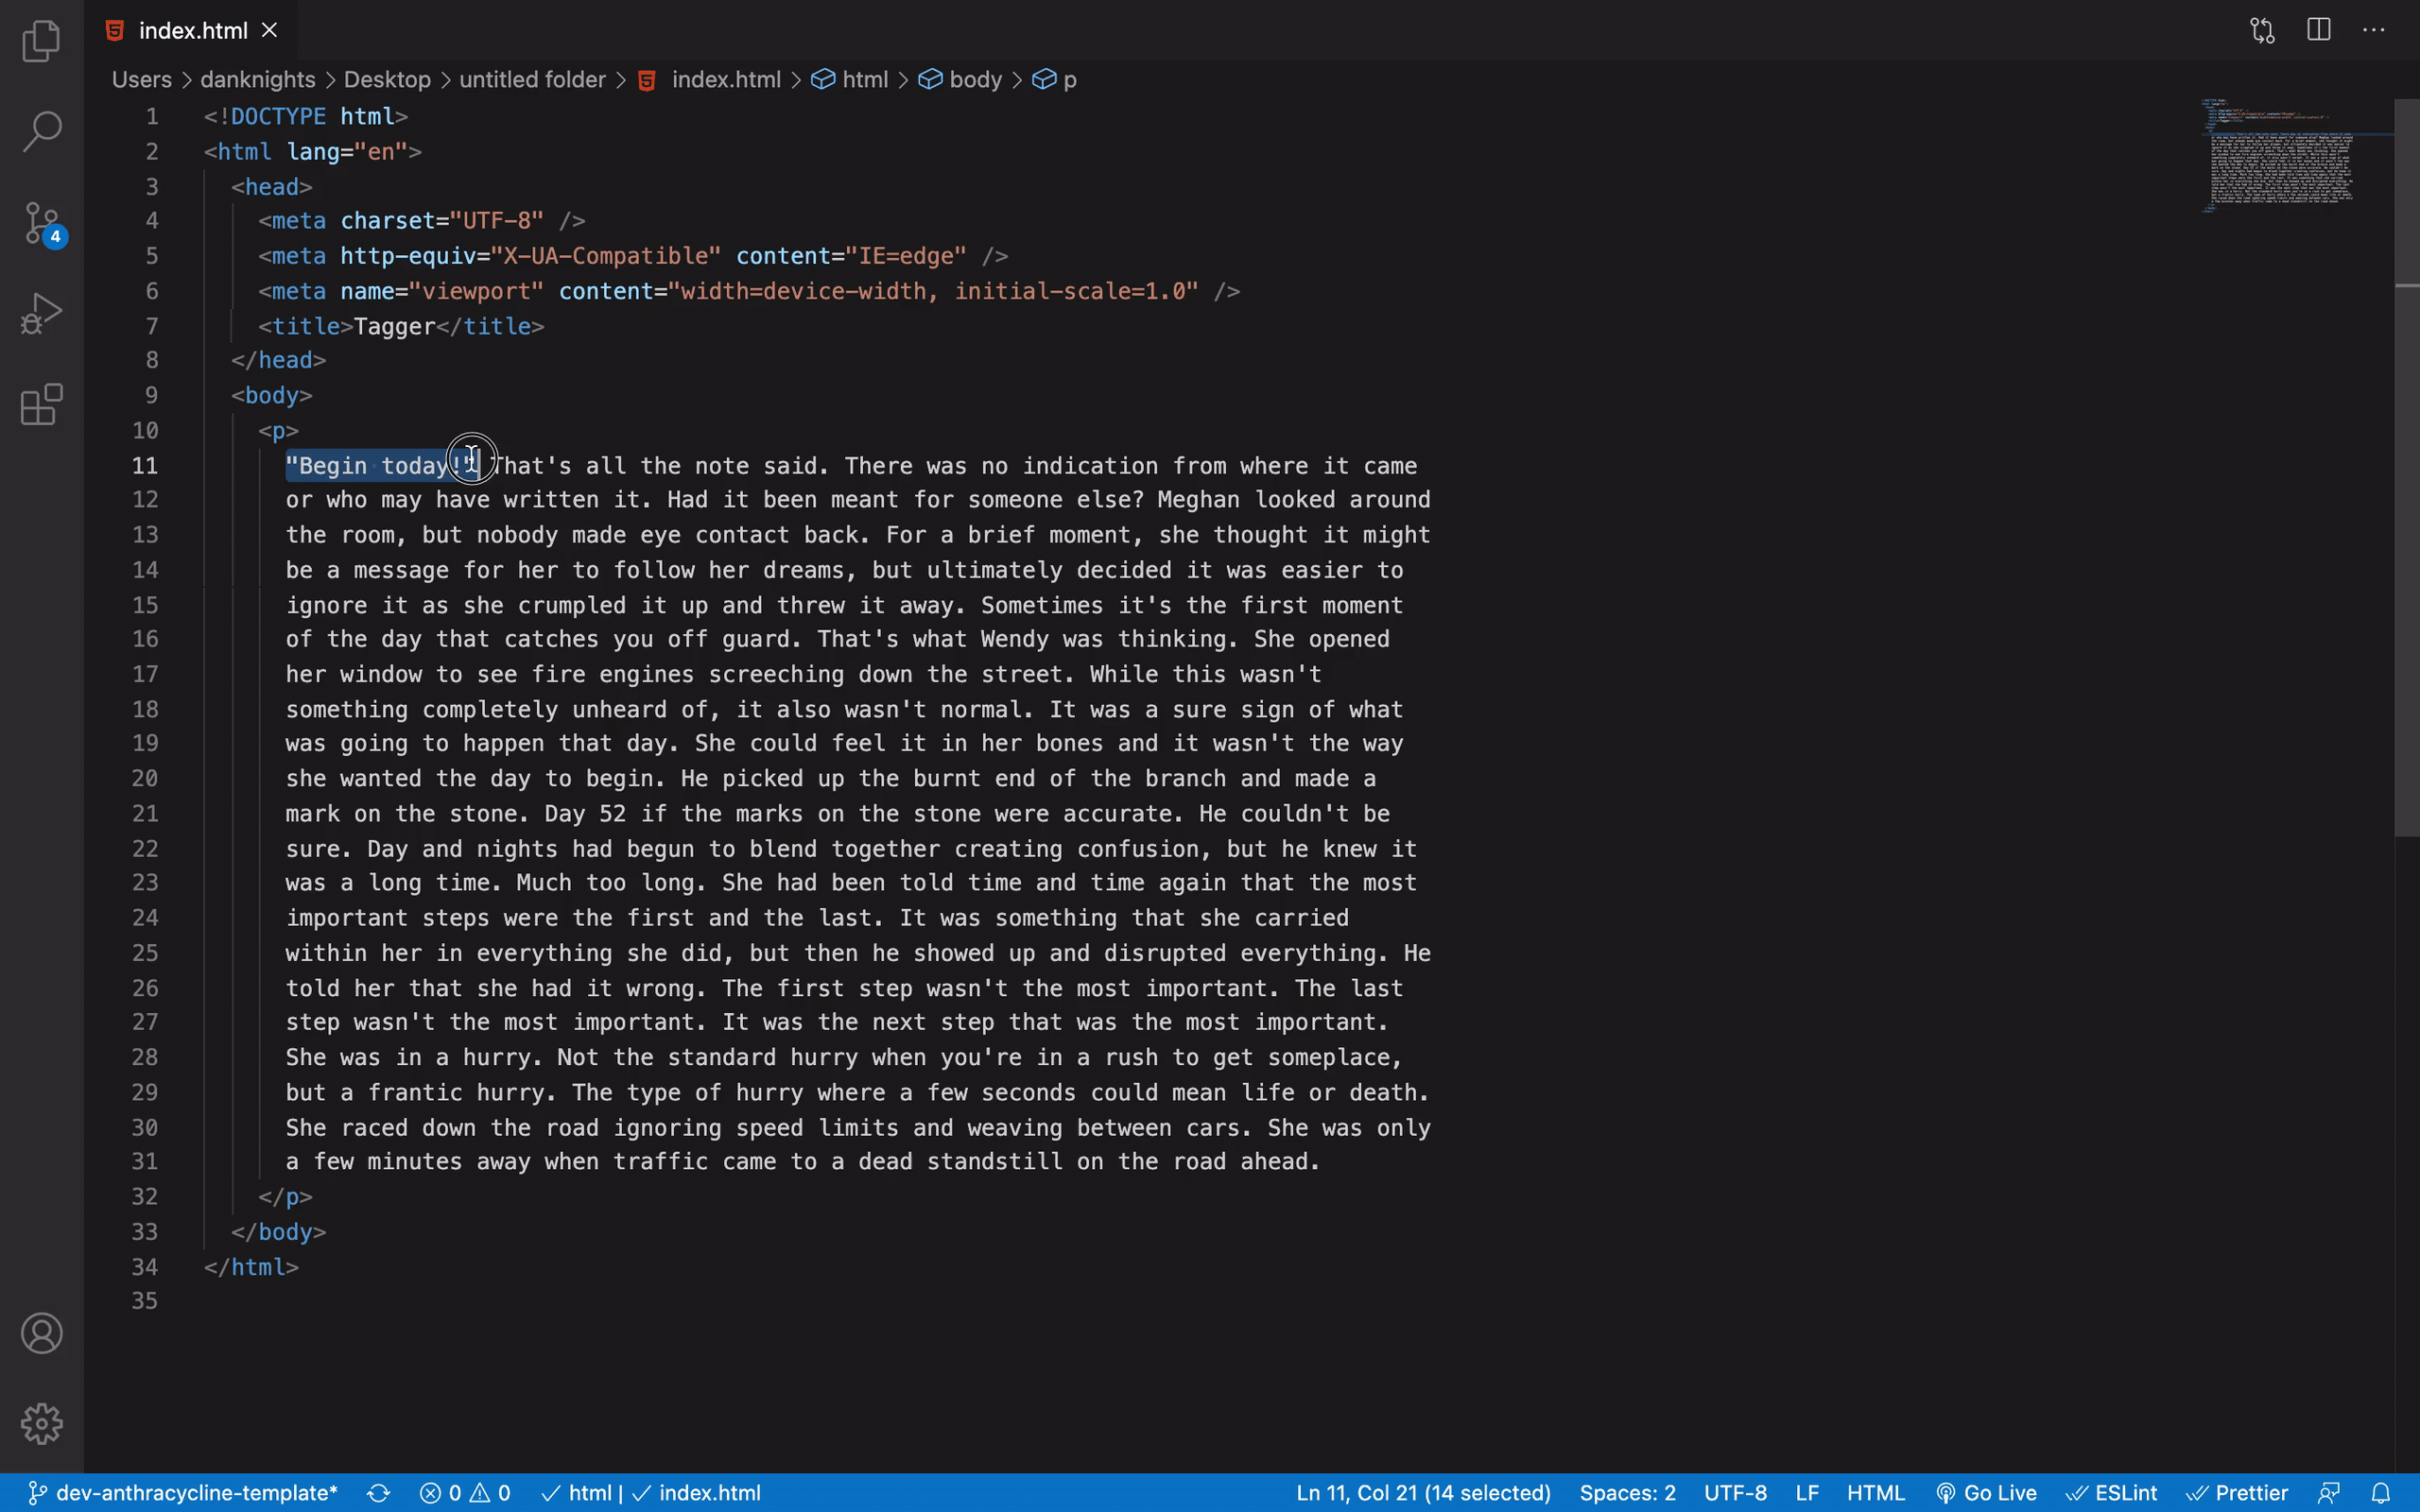 index.html
Users > danknights > Desktop > untitled folder > index.html > html > body > p
1 <!DOCTYPE html>
2 <html lang="en">
3 <head>
4 <meta charset="UTF-8" />
5 <meta http-equiv="X-UA-Compatible" content="IE=edge" />
6 <meta name="viewport" content="width=device-width, initial-scale=1.0" />
7 <title>Tagger</title>
8 </head>
9 <body>
10 <p>
11 "Begin today!" That's all the note said. There was no indication from where it came
12 or who may have written it. Had it been meant for someone else? Meghan looked around
13 the room, but nobody made eye contact back. For a brief moment, she thought it might
14 be a message for her to follow her dreams, but ultimately decided it was easier to
15 ignore it as she crumpled it up and threw it away. Sometimes it's the first moment
16 of the day that catches you off guard. That's what Wendy was thinking. She opened
17 her window to see fire engines screeching down the street. While this wasn't
18 something completely unheard of, it also wasn't normal. It was a sure sign of what
19 was going to happen that day. She could feel it in her bones and it wasn't the way
20 she wanted the day to begin. He picked up the burnt end of the branch and made a
21 mark on the stone. Day 52 if the marks on the stone were accurate. He couldn't be
22 sure. Day and nights had begun to blend together creating confusion, but he knew it
23 was a long time. Much too long. She had been told time and time again that the most
24 important steps were the first and the last. It was something that she carried
25 within her in everything she did, but then he showed up and disrupted everything. He
26 told her that she had it wrong. The first step wasn't the most important. The last
27 step wasn't the most important. It was the next step that was the most important.
28 She was in a hurry. Not the standard hurry when you're in a rush to get someplace,
29 but a frantic hurry. The type of hurry where a few seconds could mean life or death.
30 She raced down the road ignoring speed limits and weaving between cars. She was only
31 a few minutes away when traffic came to a dead standstill on the road ahead.
32 </p>
33 </body>
34 </html>
35
4
dev-anthracycline-template* 0 0 html | index.html Ln 11, Col 21 (14 selected) Spaces: 2 UTF-8 LF HTML Go Live ESLint Prettier